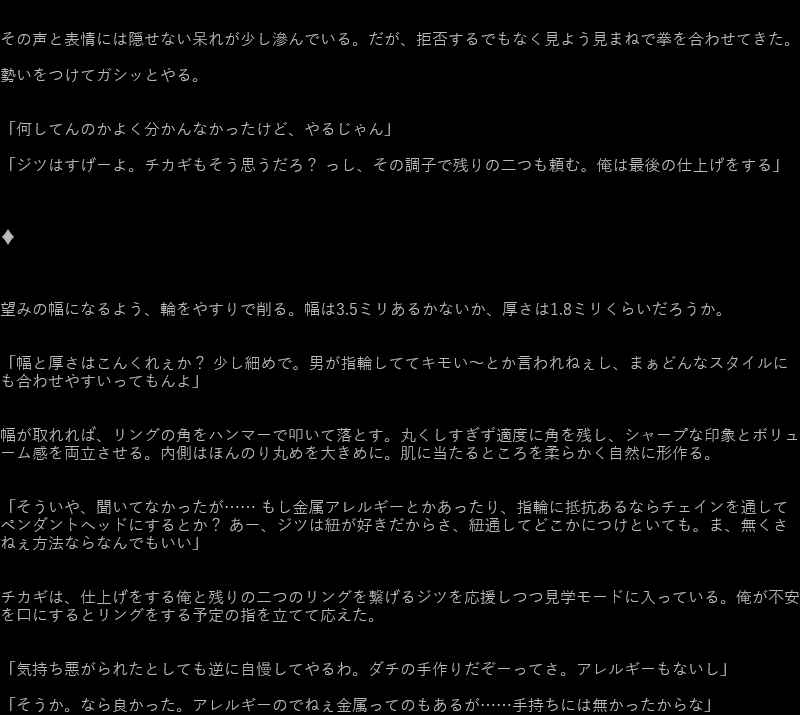 その声と表情には隠せない呆れが少し滲んでいる。だが、拒否するでもなく見よう見まねで拳を合わせてきた。
勢いをつけてガシッとやる。
「何してんのかよく分かんなかったけど、やるじゃん」
「ジツはすげーよ。チカギもそう思うだろ？ っし、その調子で残りの二つも頼む。俺は最後の仕上げをする」
♦
望みの幅になるよう、輪をやすりで削る。幅は3.5ミリあるかないか、厚さは1.8ミリくらいだろうか。
「幅と厚さはこんくれぇか？ 少し細めで。男が指輪しててキモい〜とか言われねぇし、まぁどんなスタイルに
も合わせやすいってもんよ」
幅が取れれば、リングの角をハンマーで叩いて落とす。丸くしすぎず適度に角を残し、シャープな印象とボリュ
ーム感を両立させる。内側はほんのり丸めを大きめに。肌に当たるところを柔らかく自然に形作る。
「そういや、聞いてなかったが…… もし金属アレルギーとかあったり、指輪に抵抗あるならチェインを通して
ペンダントヘッドにするとか？ あー、ジツは紐が好きだからさ、紐通してどこかにつけといても。ま、無くさ
ねぇ方法ならなんでもいい」
チカギは、仕上げをする俺と残りの二つのリングを繋げるジツを応援しつつ見学モードに入っている。俺が不安
を口にするとリングをする予定の指を立てて応えた。
「気持ち悪がられたとしても逆に自慢してやるわ。ダチの手作りだぞーってさ。アレルギーもないし」
「そうか。なら良かった。アレルギーのでねぇ金属ってのもあるが……手持ちには無かったからな」